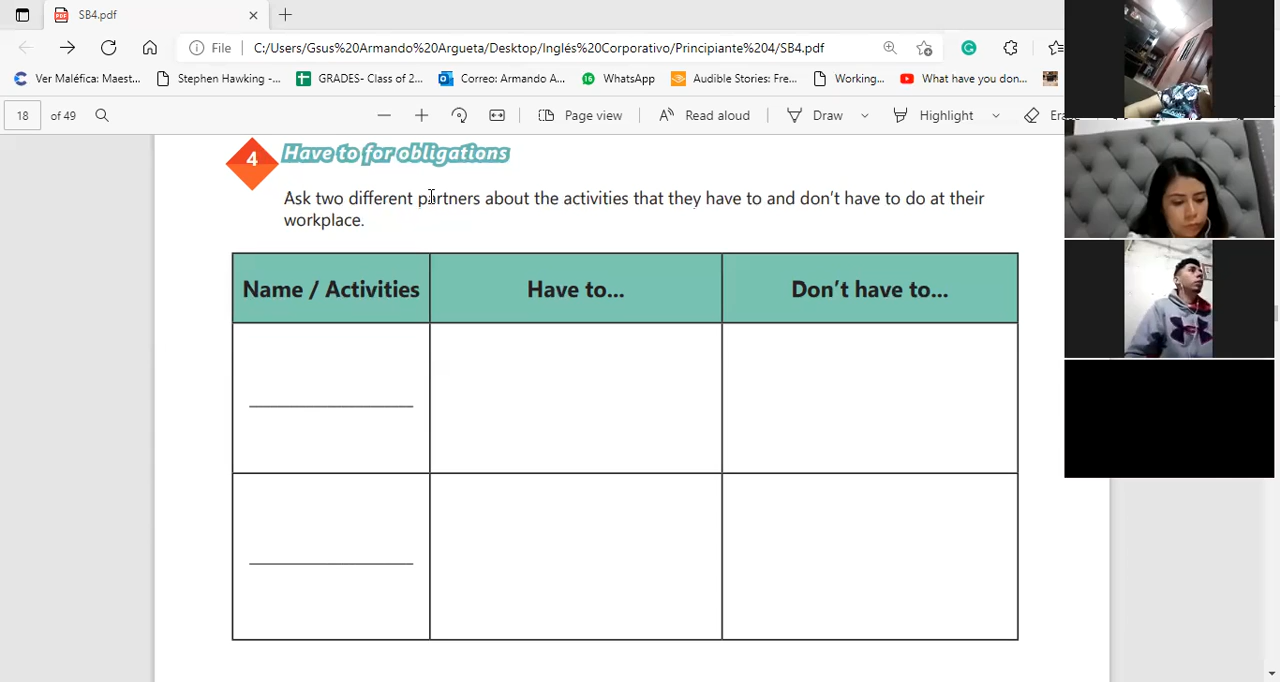 SB4.pdf
File
C:/Users/Gsus%20Armando%20Argueta/Desktop/Inglés%20Corporativo/Principiante%204/SB4.pdf
Ver Maléfica: Maest...
Stephen Hawking -...
GRADES- Class of 2...
Correo: Armando A...
WhatsApp
Audible Stories: Fre...
Working...
What have you don...
18 of 49
Page view
Read aloud
Draw
Highlight
4
Have to for obligations
Ask two different partners about the activities that they have to and don't have to do at their
workplace.
Name / Activities
Have to...
Don't have to...